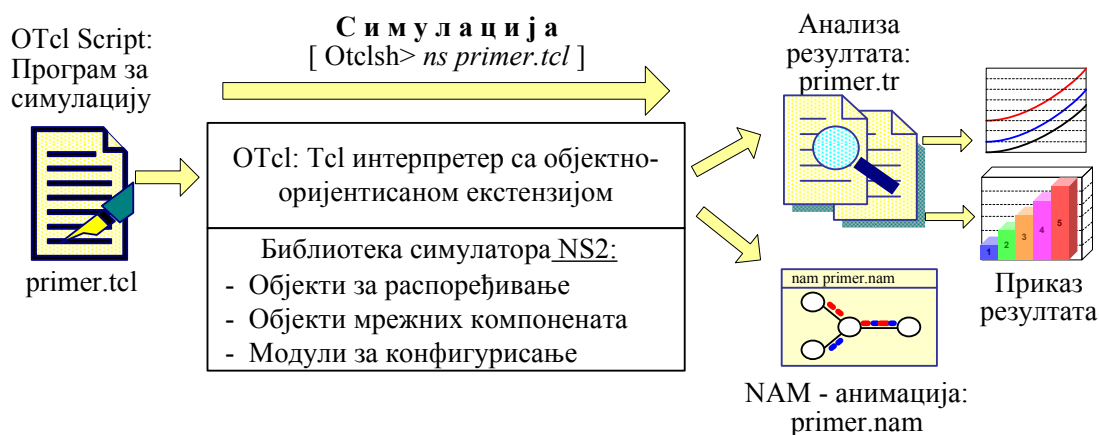 OTcl Script:
Програм за
симулацију
primer.tcl
С и м у л а ц и ј а
[ Otclsh> ns primer.tcl ]
OTcl: Tcl интерпретер са објектно-
оријентисаном екстензијом
Библиотека симулатора NS2:
- Објекти за распоређивање
- Објекти мрежних компонената
- Модули за конфигурисање
Анализа
резултата:
primer.tr
1 2 3 4 5
Приказ
резултата
nam primer.nam
NAM - анимација:
primer.nam